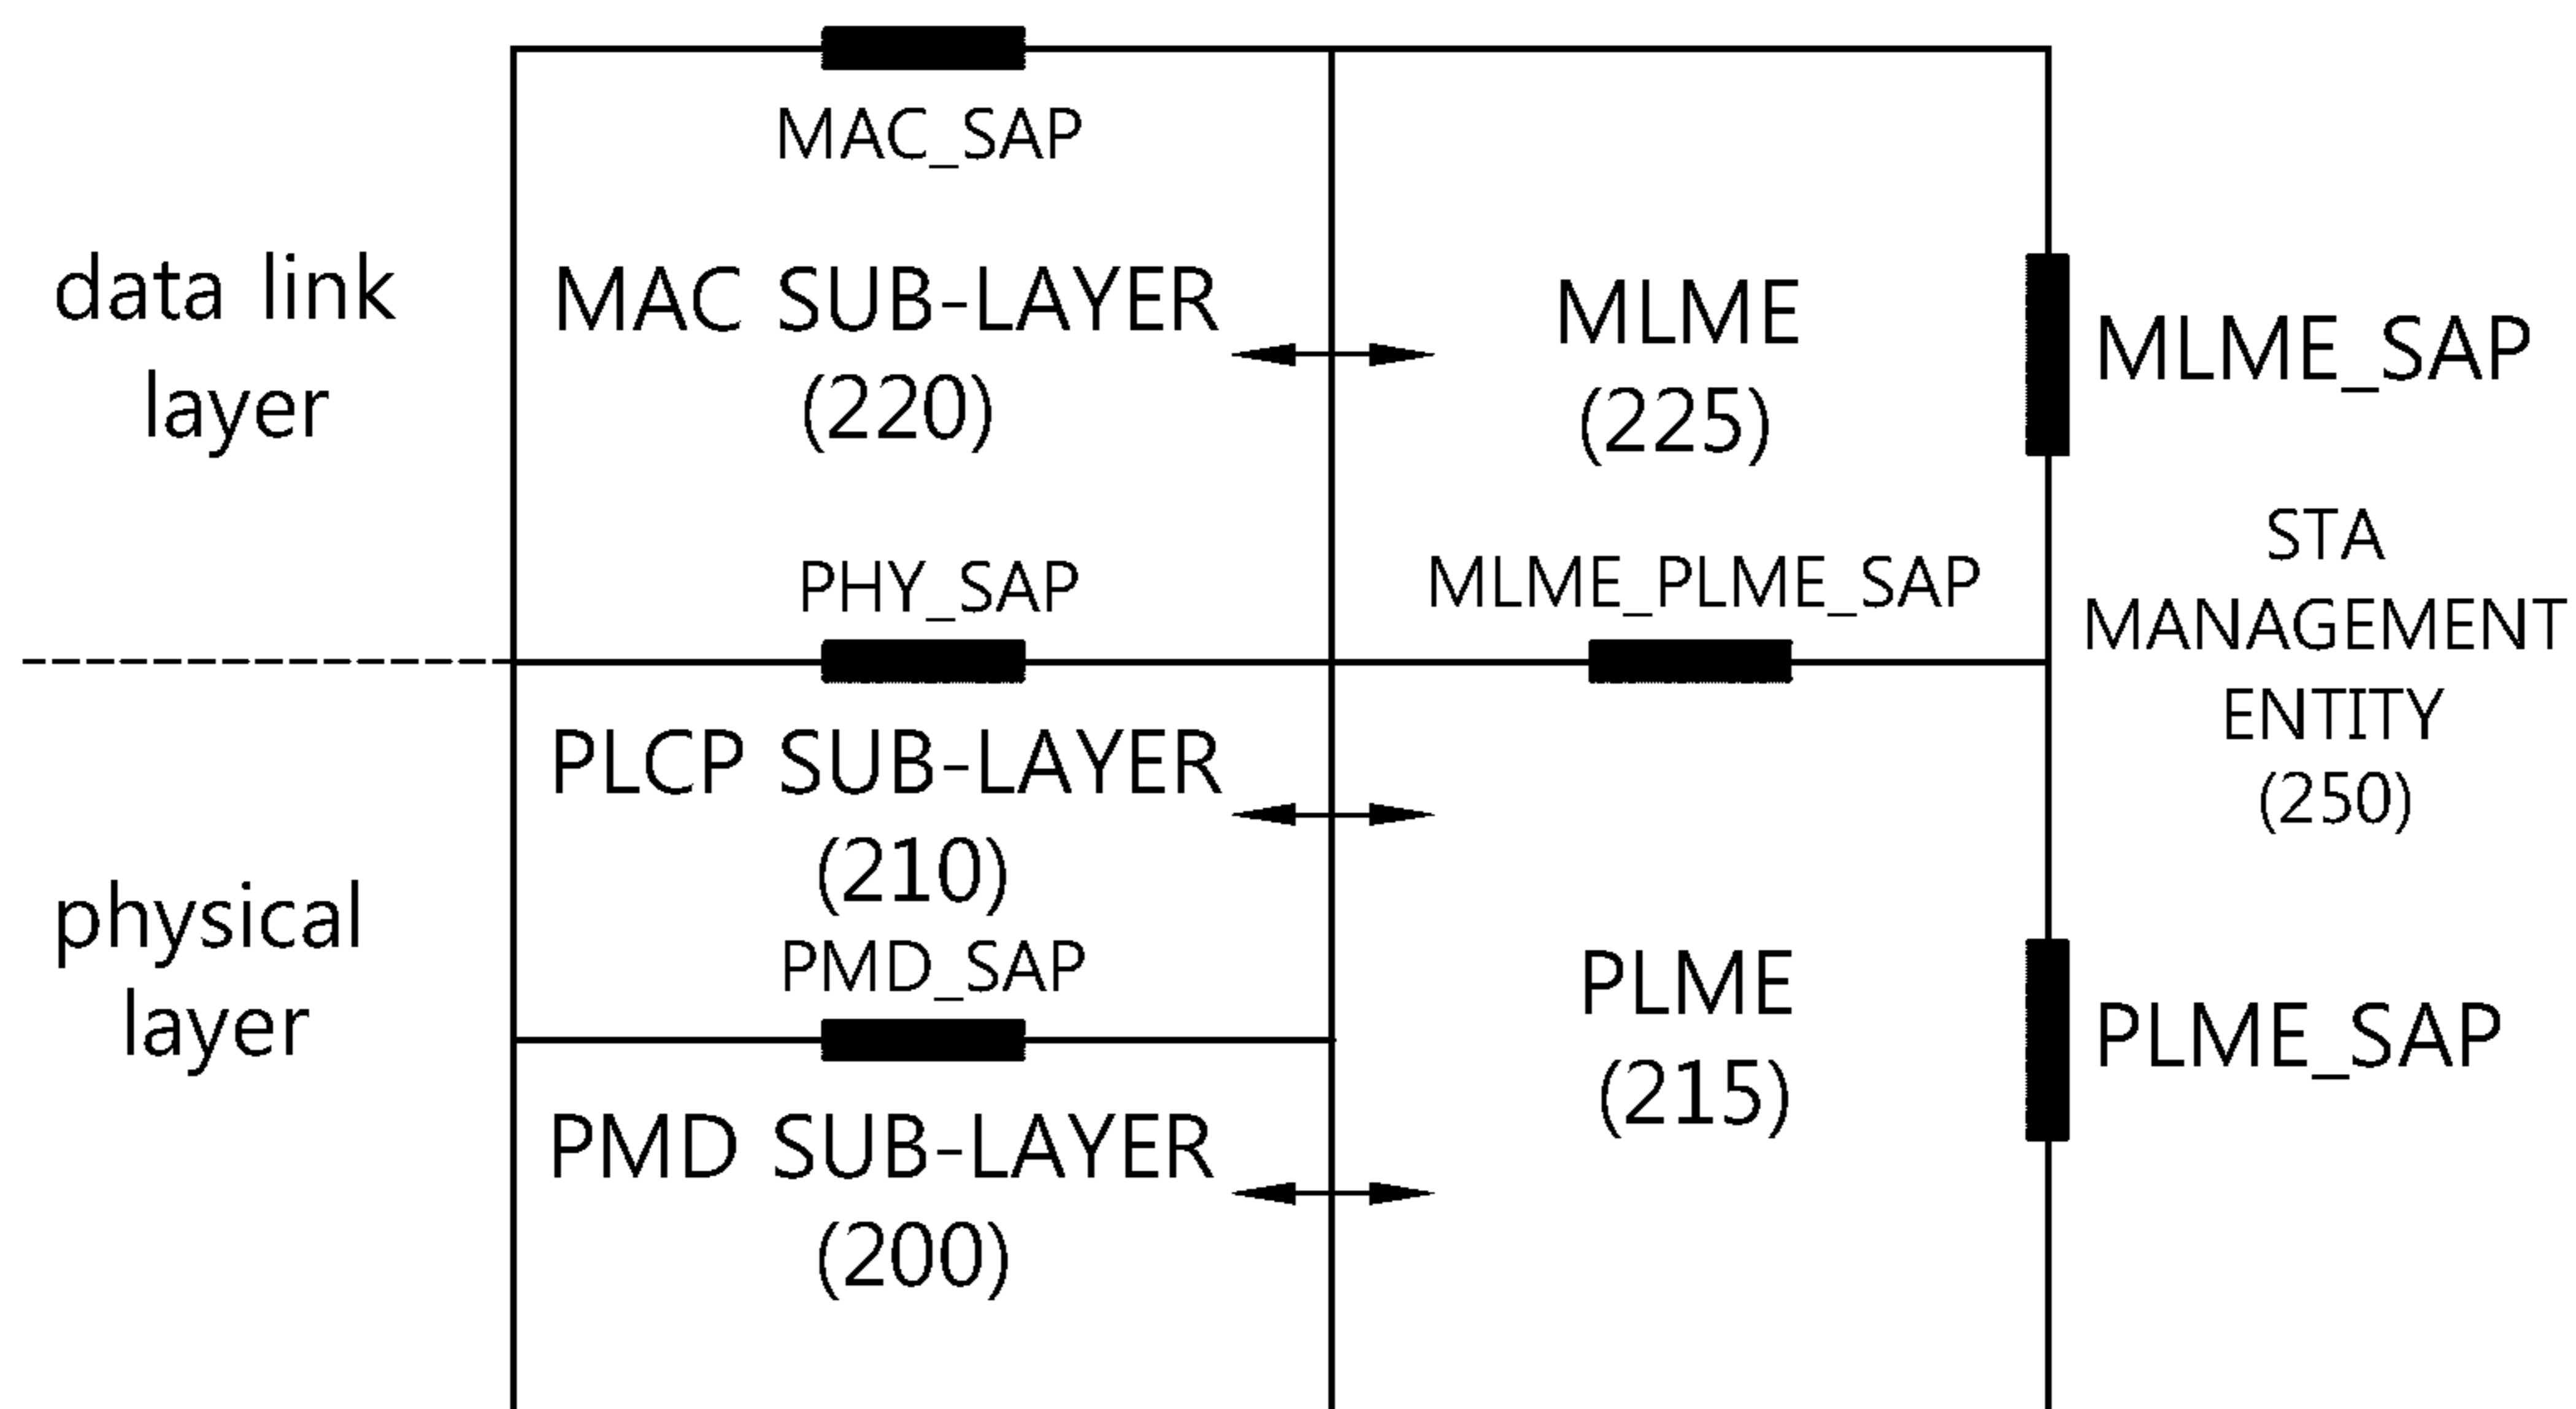 MAC_SAP
data link
layer
MAC SUB-LAYER
(220)
MLME
(225)
MLME_SAP
PHY_SAP
MLME_PLME_SAP
STA
MANAGEMENT
ENTITY
(250)
PLCP SUB-LAYER
(210)
physical
layer
PMD_SAP
PLME
(215)
PLME_SAP
PMD SUB-LAYER
(200)